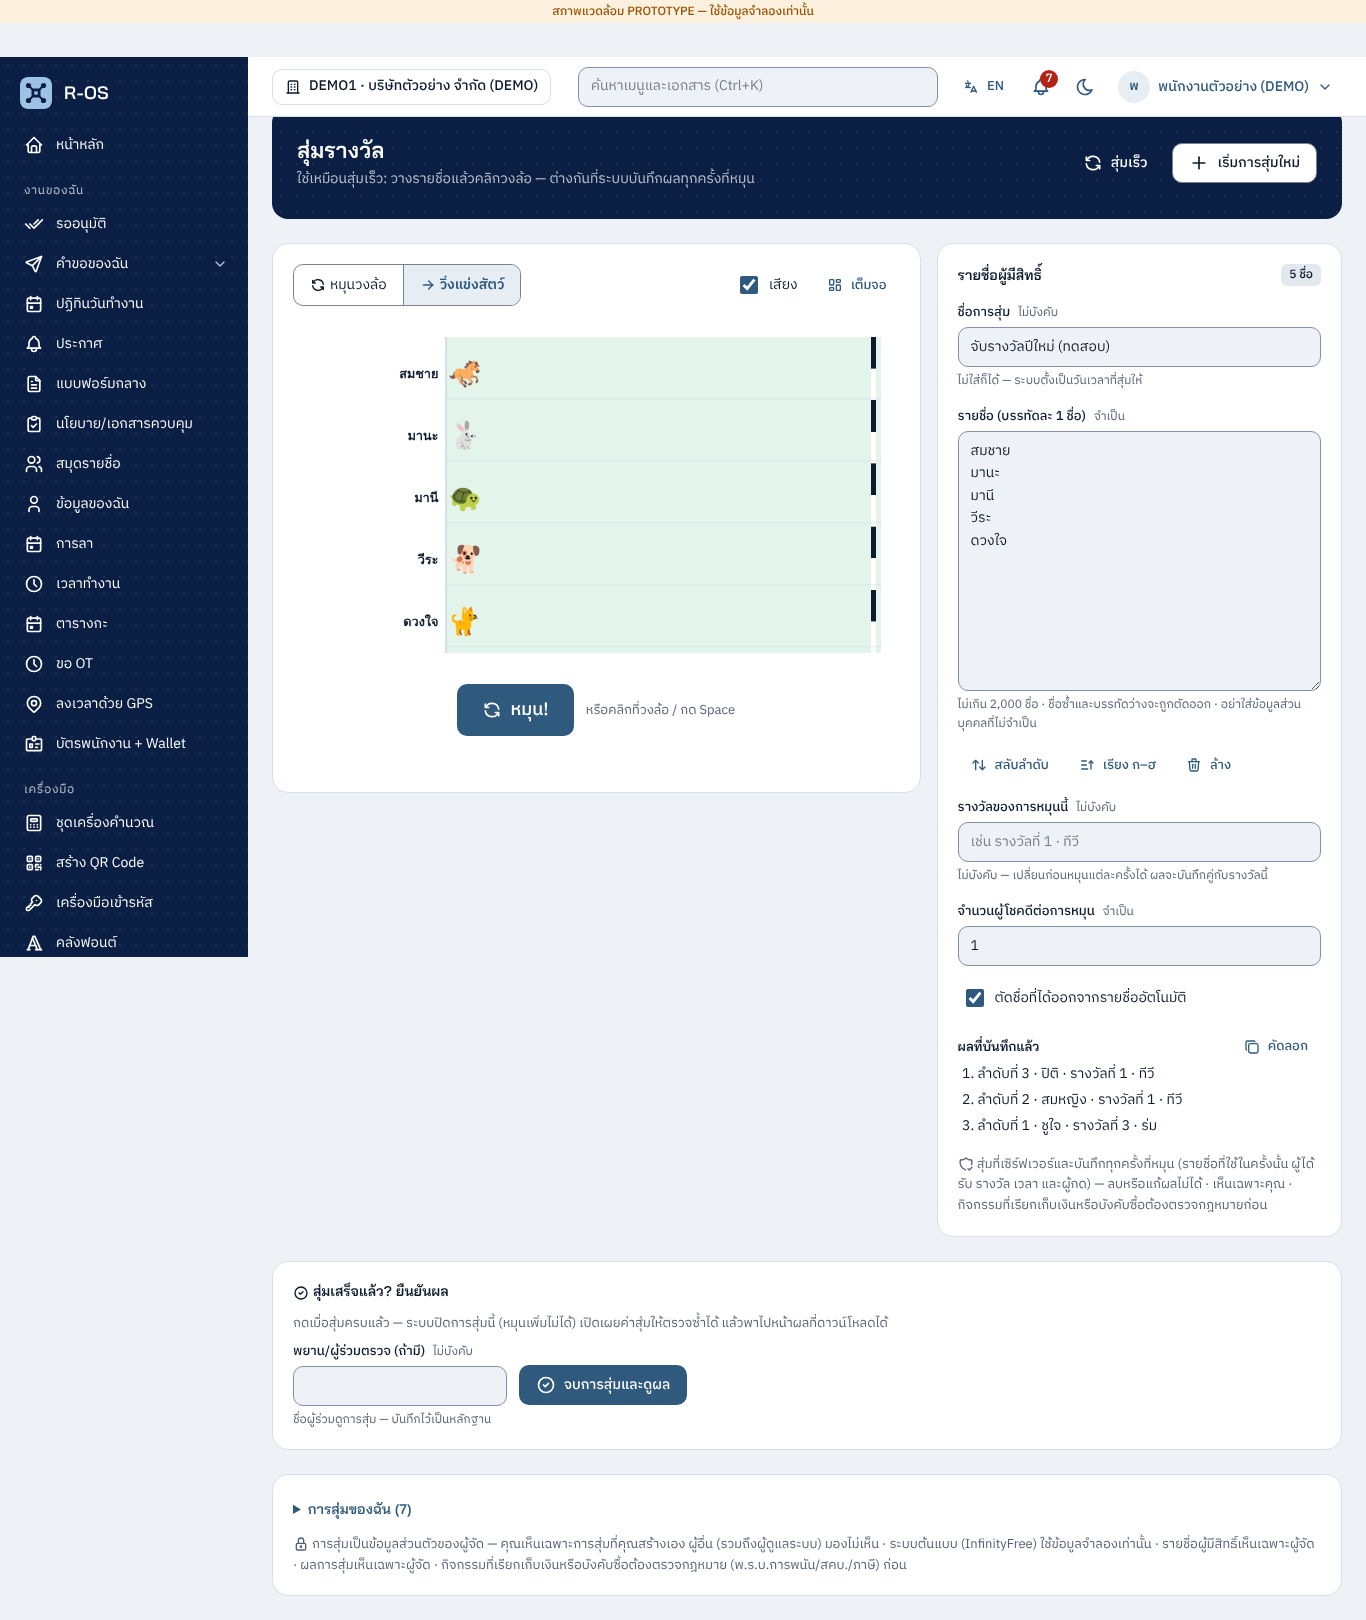 สภาพแวดล้อม PROTOTYPE — ใช้ข้อมูลจำลองเท่านั้น
R-OS
หน้าหลัก
งานของฉัน
รออนุมัติ
คำขอของฉัน
ปฏิทินวันทำงาน
ประกาศ
แบบฟอร์มกลาง
นโยบาย/เอกสารควบคุม
สมุดรายชื่อ
ข้อมูลของฉัน
การลา
เวลาทำงาน
ตารางกะ
ขอ OT
ลงเวลาด้วย GPS
บัตรพนักงาน + Wallet
เครื่องมือ
ชุดเครื่องคำนวณ
สร้าง QR Code
เครื่องมือเข้ารหัส
คลังฟอนต์
DEMO1 · บริษัทตัวอย่าง จำกัด (DEMO)
ค้นหาเมนูและเอกสาร (Ctrl+K)
EN
7
พ
พนักงานตัวอย่าง (DEMO)
สุ่มรางวัล
ใช้เหมือนสุ่มเร็ว: วางรายชื่อแล้วคลิกวงล้อ — ต่างกันที่ระบบบันทึกผลทุกครั้งที่หมุน
สุ่มเร็ว
เริ่มการสุ่มใหม่
หมุนวงล้อ
วิ่งแข่งสัตว์
เสียง
เต็มจอ
สมชาย
มานะ
มานี
วีระ
ดวงใจ
หมุน!
หรือคลิกที่วงล้อ / กด Space
รายชื่อผู้มีสิทธิ์
5 ชื่อ
ชื่อการสุ่ม ไม่บังคับ
จับรางวัลปีใหม่ (ทดสอบ)
ไม่ใส่ก็ได้ — ระบบตั้งเป็นวันเวลาที่สุ่มให้
รายชื่อ (บรรทัดละ 1 ชื่อ) จำเป็น
สมชาย
มานะ
มานี
วีระ
ดวงใจ
ไม่เกิน 2,000 ชื่อ · ชื่อซ้ำและบรรทัดว่างจะถูกตัดออก · อย่าใส่ข้อมูลส่วน
บุคคลที่ไม่จำเป็น
สลับลำดับ
เรียง ก–ฮ
ล้าง
รางวัลของการหมุนนี้ ไม่บังคับ
เช่น รางวัลที่ 1 · ทีวี
ไม่บังคับ — เปลี่ยนก่อนหมุนแต่ละครั้งได้ ผลจะบันทึกคู่กับรางวัลนี้
จำนวนผู้โชคดีต่อการหมุน จำเป็น
1
ตัดชื่อที่ได้ออกจากรายชื่ออัตโนมัติ
ผลที่บันทึกแล้ว
คัดลอก
1. ลำดับที่ 3 · ปิติ · รางวัลที่ 1 · ทีวี
2. ลำดับที่ 2 · สมหญิง · รางวัลที่ 1 · ทีวี
3. ลำดับที่ 1 · ชูใจ · รางวัลที่ 3 · ร่ม
สุ่มที่เซิร์ฟเวอร์และบันทึกทุกครั้งที่หมุน (รายชื่อที่ใช้ในครั้งนั้น ผู้ได้
รับ รางวัล เวลา และผู้กด) — ลบหรือแก้ผลไม่ได้ · เห็นเฉพาะคุณ ·
กิจกรรมที่เรียกเก็บเงินหรือบังคับซื้อต้องตรวจกฎหมายก่อน
สุ่มเสร็จแล้ว? ยืนยันผล
กดเมื่อสุ่มครบแล้ว — ระบบปิดการสุ่มนี้ (หมุนเพิ่มไม่ได้) เปิดเผยค่าสุ่มให้ตรวจซ้ำได้ แล้วพาไปหน้าผลที่ดาวน์โหลดได้
พยาน/ผู้ร่วมตรวจ (ถ้ามี) ไม่บังคับ
จบการสุ่มและดูผล
ชื่อผู้ร่วมดูการสุ่ม — บันทึกไว้เป็นหลักฐาน
การสุ่มของฉัน (7)
การสุ่มเป็นข้อมูลส่วนตัวของผู้จัด — คุณเห็นเฉพาะการสุ่มที่คุณสร้างเอง ผู้อื่น (รวมถึงผู้ดูแลระบบ) มองไม่เห็น · ระบบต้นแบบ (InfinityFree) ใช้ข้อมูลจำลองเท่านั้น · รายชื่อผู้มีสิทธิ์เห็นเฉพาะผู้จัด
· ผลการสุ่มเห็นเฉพาะผู้จัด · กิจกรรมที่เรียกเก็บเงินหรือบังคับซื้อต้องตรวจกฎหมาย (พ.ร.บ.การพนัน/สคบ./ภาษี) ก่อน